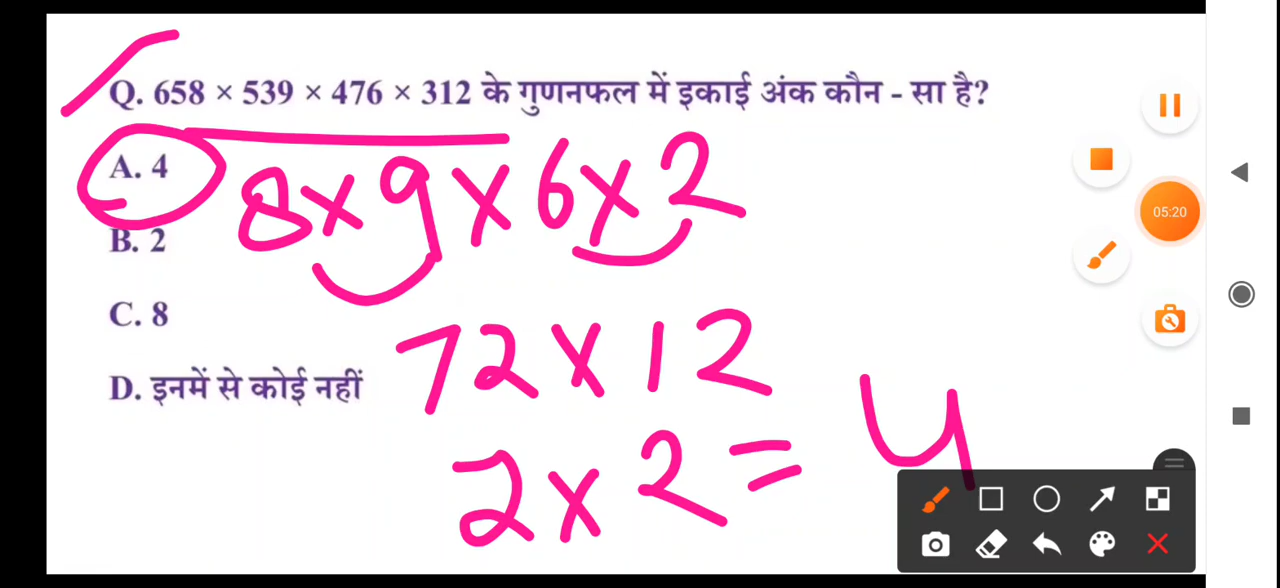 Q. 658 × 539 × 476 × 312 के गुणनफल में इकाई अंक कौन - सा है?
A. 4
8 × 9 × 6 × 2
B. 2
C. 8
72 × 12
D. इनमें से कोई नहीं
2 × 2 = 4
05:20